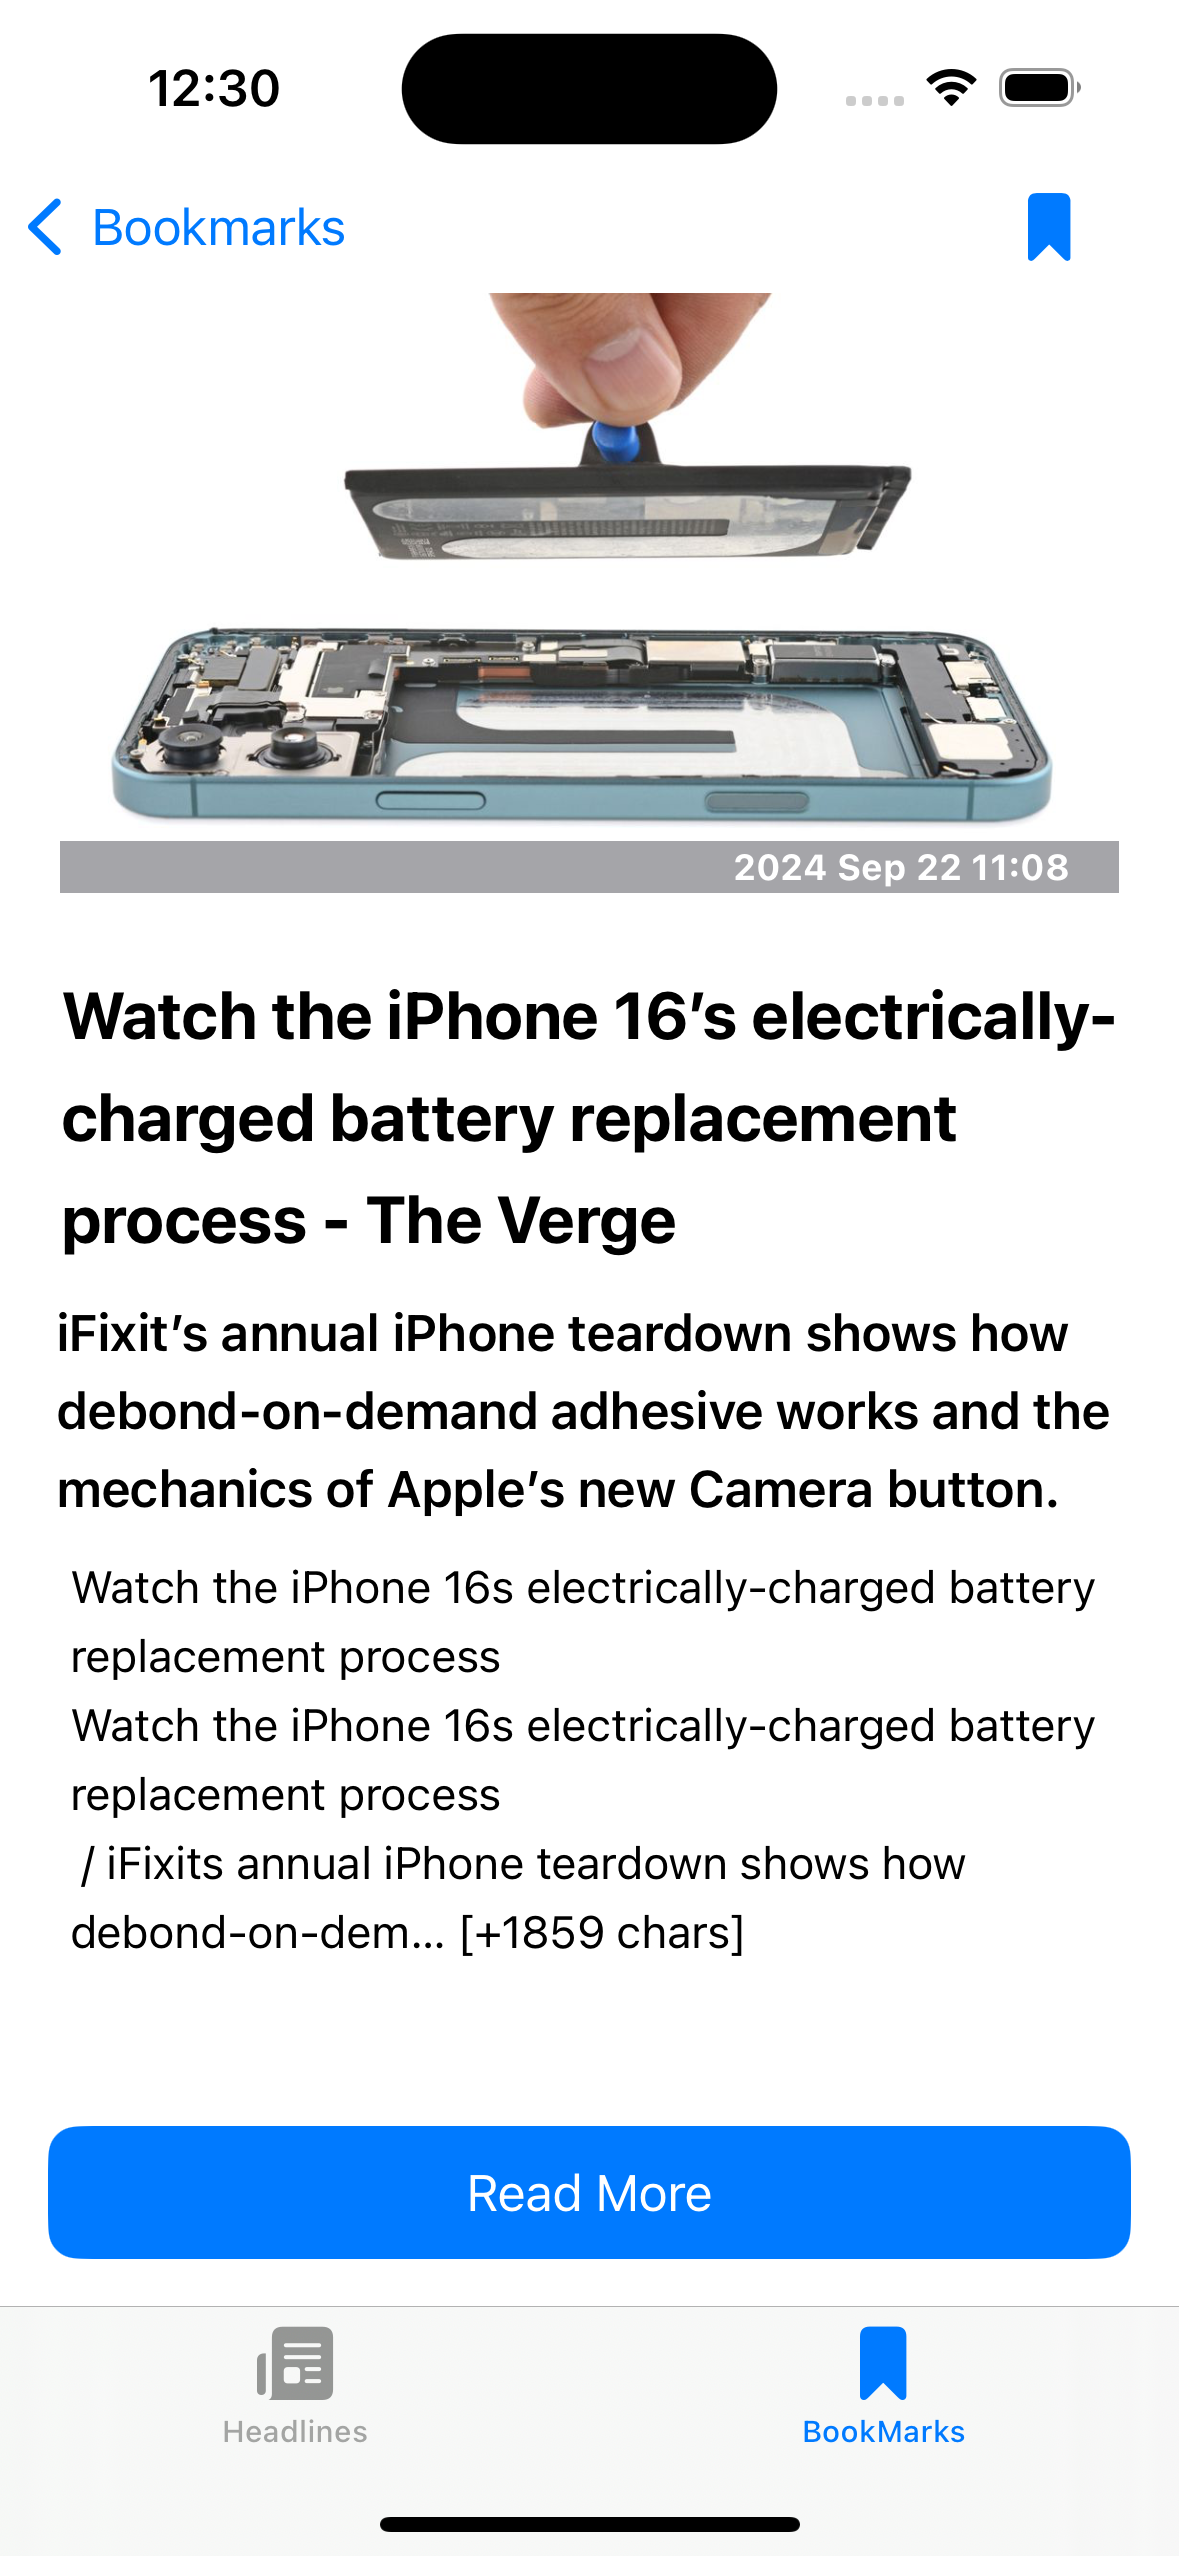 12:30
Bookmarks
2024 Sep 22 11:08
Watch the iPhone 16’s electrically-
charged battery replacement
process - The Verge
iFixit’s annual iPhone teardown shows how
debond-on-demand adhesive works and the
mechanics of Apple’s new Camera button.
Watch the iPhone 16s electrically-charged battery
replacement process
Watch the iPhone 16s electrically-charged battery
replacement process
/ iFixits annual iPhone teardown shows how
debond-on-dem… [+1859 chars]
Read More
Headlines
BookMarks